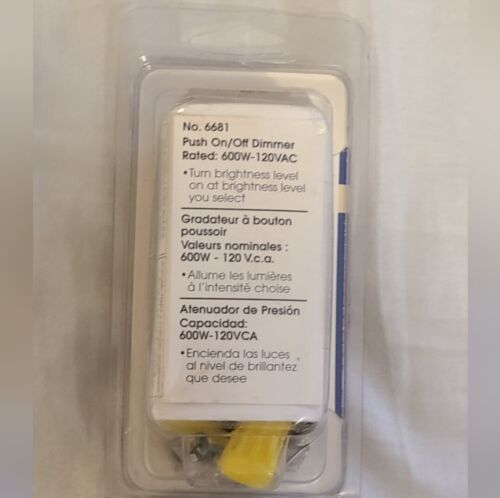 No. 6681
Push On/Off Dimmer
Rated: 600W-120VAC
•Turn brightness level
on at brightness level
you select
Gradateur à bouton
poussoir
Valeurs nominales :
600W - 120 V.c.a.
•Allume les lumières
à l'intensité choise
Atenuador de Presión
Capacidad:
600W-120VCA
•Encienda las luces
al nivel de brillantez
que desee